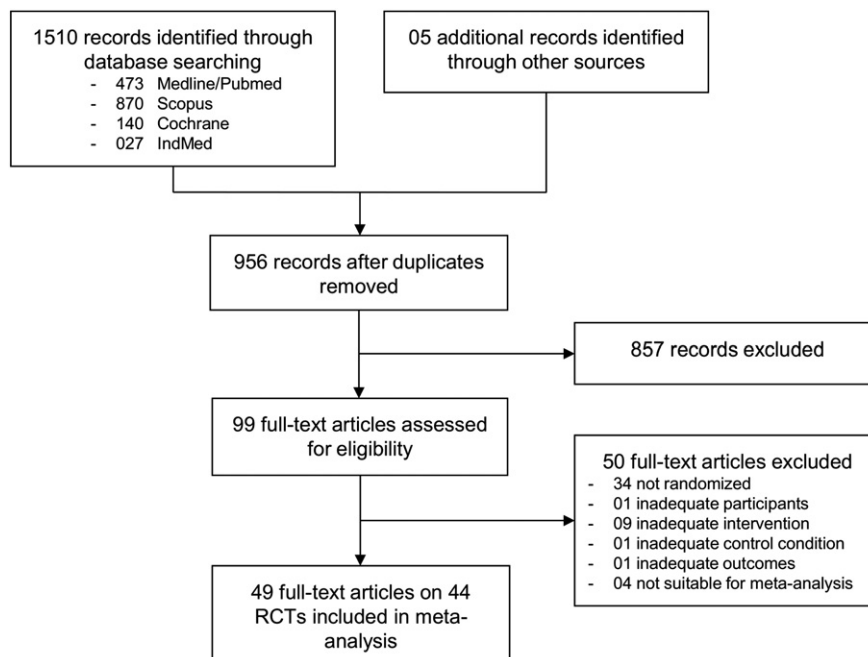 1510 records identified through
database searching
- 473 Medline/Pubmed
- 870 Scopus
- 140 Cochrane
- 027 IndMed
05 additional records identified
through other sources
956 records after duplicates
removed
857 records excluded
99 full-text articles assessed
for eligibility
50 full-text articles excluded
- 34 not randomized
- 01 inadequate participants
- 09 inadequate intervention
- 01 inadequate control condition
- 01 inadequate outcomes
- 04 not suitable for meta-analysis
49 full-text articles on 44
RCTs included in meta-
analysis